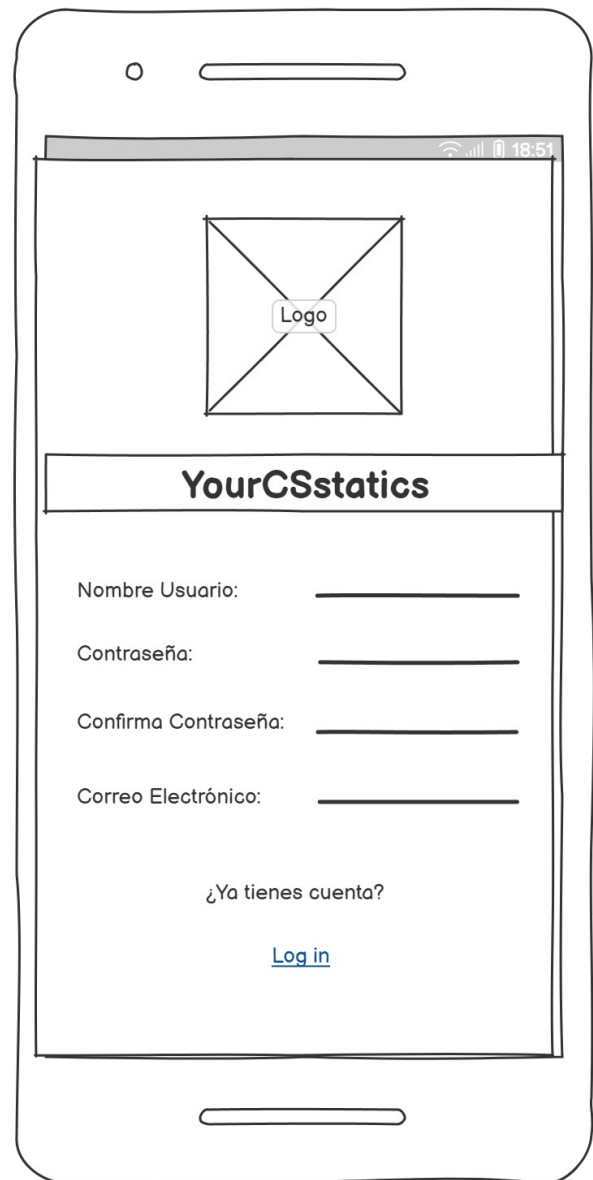 18:51
Logo
YourCSstatics
Nombre Usuario:
Contraseña:
Confirma Contraseña:
Correo Electrónico:
¿Ya tienes cuenta?
Log in